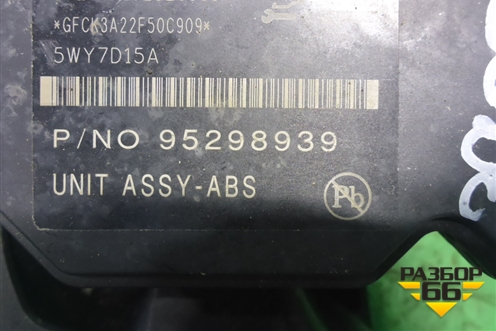 *GFCK3A22F50C909*
5WY7D15A
P/NO 95298939
UNIT ASSY-ABS
Pb
РАЗБОР
66